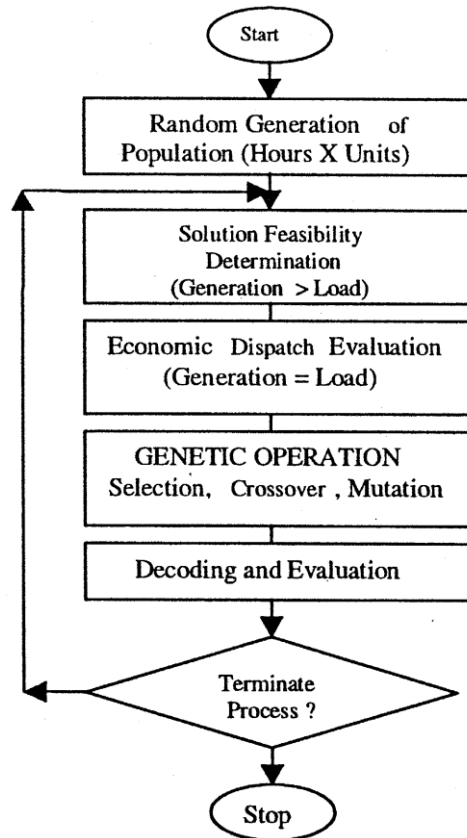 Start
Random Generation of
Population (Hours X Units)
Solution Feasibility
Determination
(Generation > Load)
Economic Dispatch Evaluation
(Generation = Load)
GENETIC OPERATION
Selection, Crossover , Mutation
Decoding and Evaluation
Terminate
Process ?
Stop